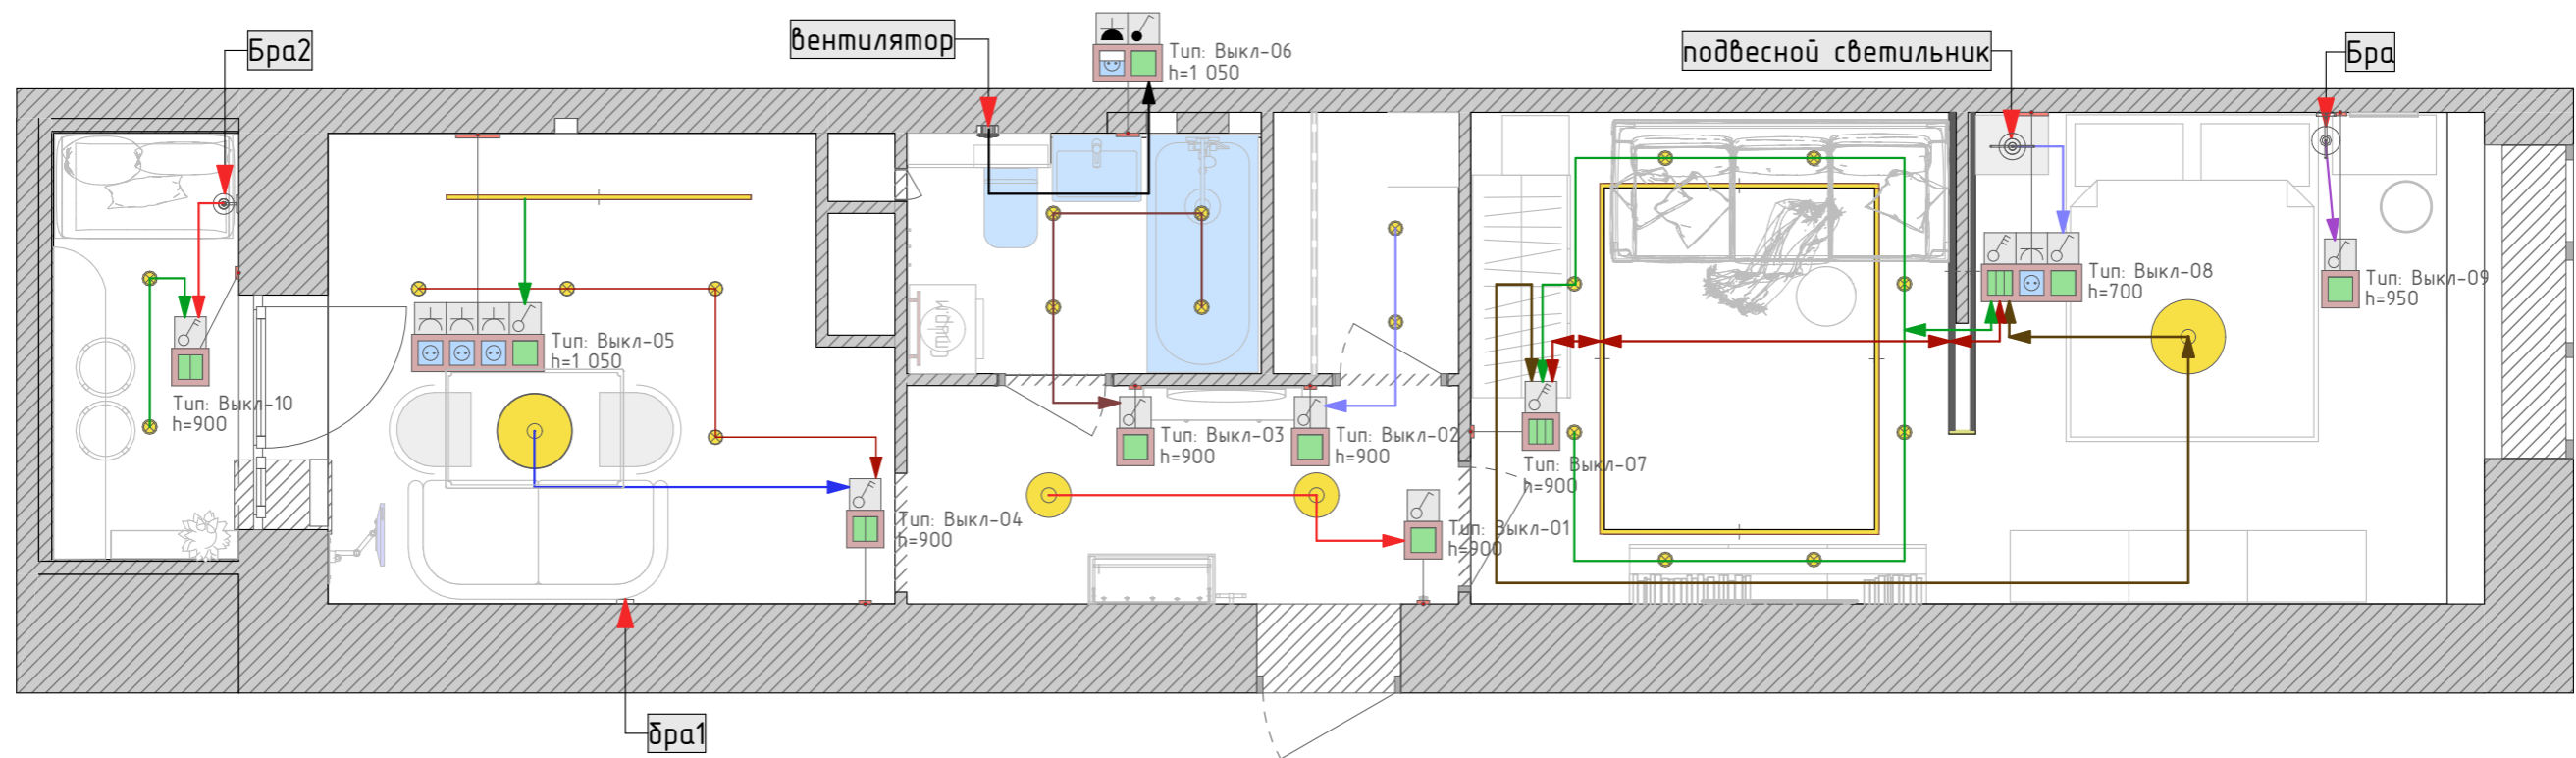 Бра2
вентилятор
Тип: Выкл-06
h=1 050
подвесной светильник
Бра
Тип: Выкл-08
h=700
Тип: Выкл-09
h=950
Тип: Выкл-05
h=1 050
Тип: Выкл-10
h=900
Тип: Выкл-03
h=900
Тип: Выкл-02
h=900
Тип: Выкл-07
h=900
Тип: Выкл-04
h=900
Тип: Выкл-01
h=900
бра1